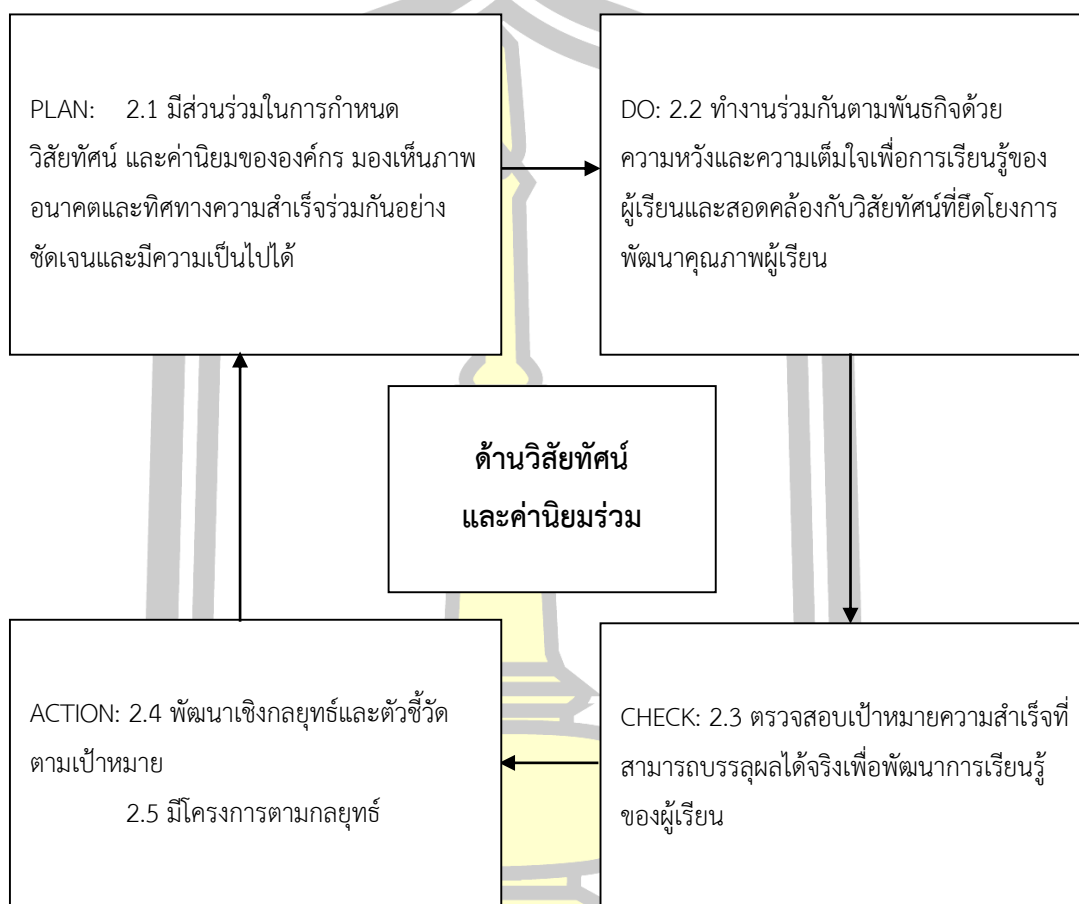 PLAN: 2.1 มีส่วนร่วมในการกำหนด
วิสัยทัศน์ และค่านิยมขององค์กร มองเห็นภาพ
อนาคตและทิศทางความสำเร็จร่วมกันอย่าง
ชัดเจนและมีความเป็นไปได้
DO: 2.2 ทำงานร่วมกันตามพันธกิจด้วย
ความหวังและความเต็มใจเพื่อการเรียนรู้ของ
ผู้เรียนและสอดคล้องกับวิสัยทัศน์ที่ยึดโยงการ
พัฒนาคุณภาพผู้เรียน
ด้านวิสัยทัศน์
และค่านิยมร่วม
ACTION: 2.4 พัฒนาเชิงกลยุทธ์และตัวชี้วัด
ตามเป้าหมาย
2.5 มีโครงการตามกลยุทธ์
CHECK: 2.3 ตรวจสอบเป้าหมายความสำเร็จที่
สามารถบรรลุผลได้จริงเพื่อพัฒนาการเรียนรู้
ของผู้เรียน